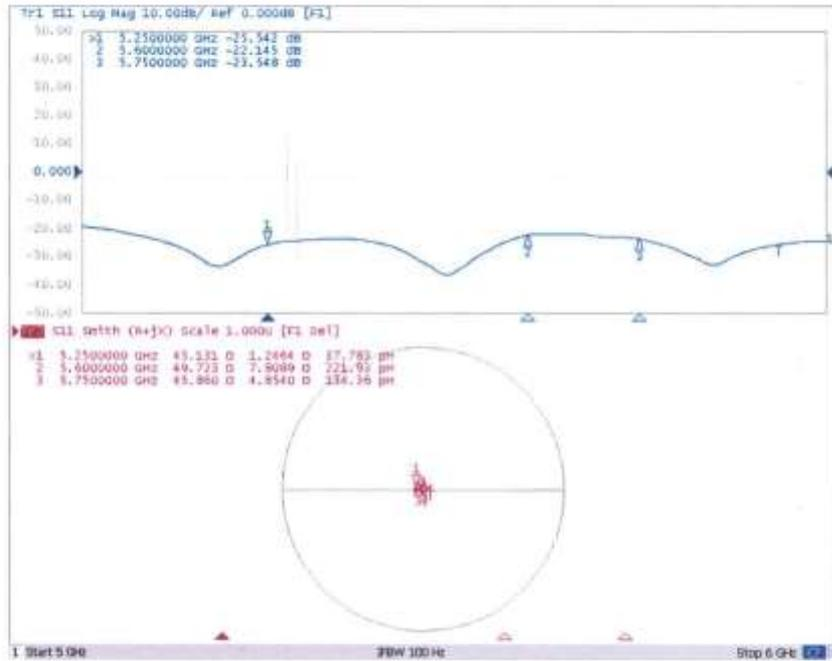 Tr1 S11 Log Mag 10.00dB/ Ref 0.000dB [F1]
50.00
>1 5.2500000 GHz -25.542 dB
2 5.6000000 GHz -22.145 dB
3 5.7500000 GHz -23.548 dB
40.00
30.00
20.00
10.00
0.000
-10.00
-20.00
-30.00
-40.00
-50.00
S11 Smith (R+jX) Scale 1.000U [F1 Del]
>1 5.2500000 GHz 45.131 Ω 37.783 pH
2 5.6000000 GHz 49.723 Ω 7.8089 Ω 221.93 pH
3 5.7500000 GHz 45.860 Ω 4.8540 Ω 134.36 pH
1 Start 5 GHz IFBW 100 Hz Stop 6 GHz